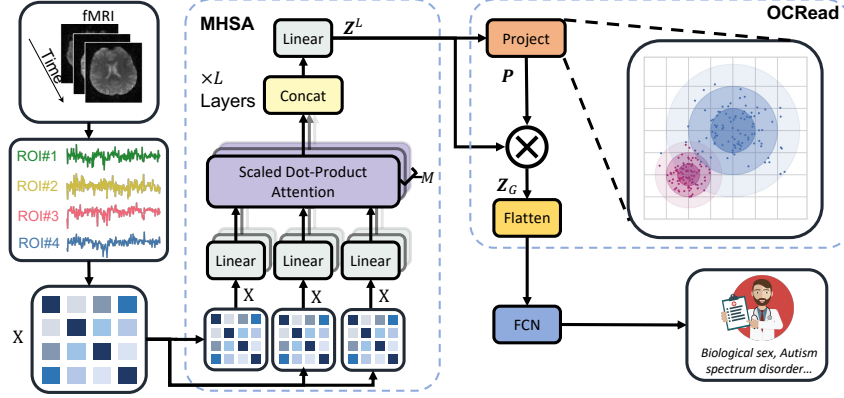 fMRI
Time
ROI#1
ROI#2
ROI#3
ROI#4
X
MHSA
×L
Layers
Linear
Z^L
Concat
Scaled Dot-Product
Attention
M
Linear
Linear
Linear
X
X
X
OCRead
Project
P
Z_G
Flatten
FCN
Biological sex, Autism
spectrum disorder...